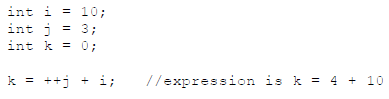 int i = 10;
int j = 3;
int k = 0;
k = ++j + i;    //expression is k = 4 + 10